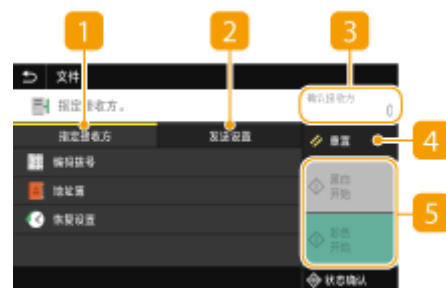 1
2
3
文件
指定接收方。
确认接收方
0
指定接收方
发送设置
重置
4
编码拨号
地址簿
恢复设置
黑白
开始
5
彩色
开始
状态确认